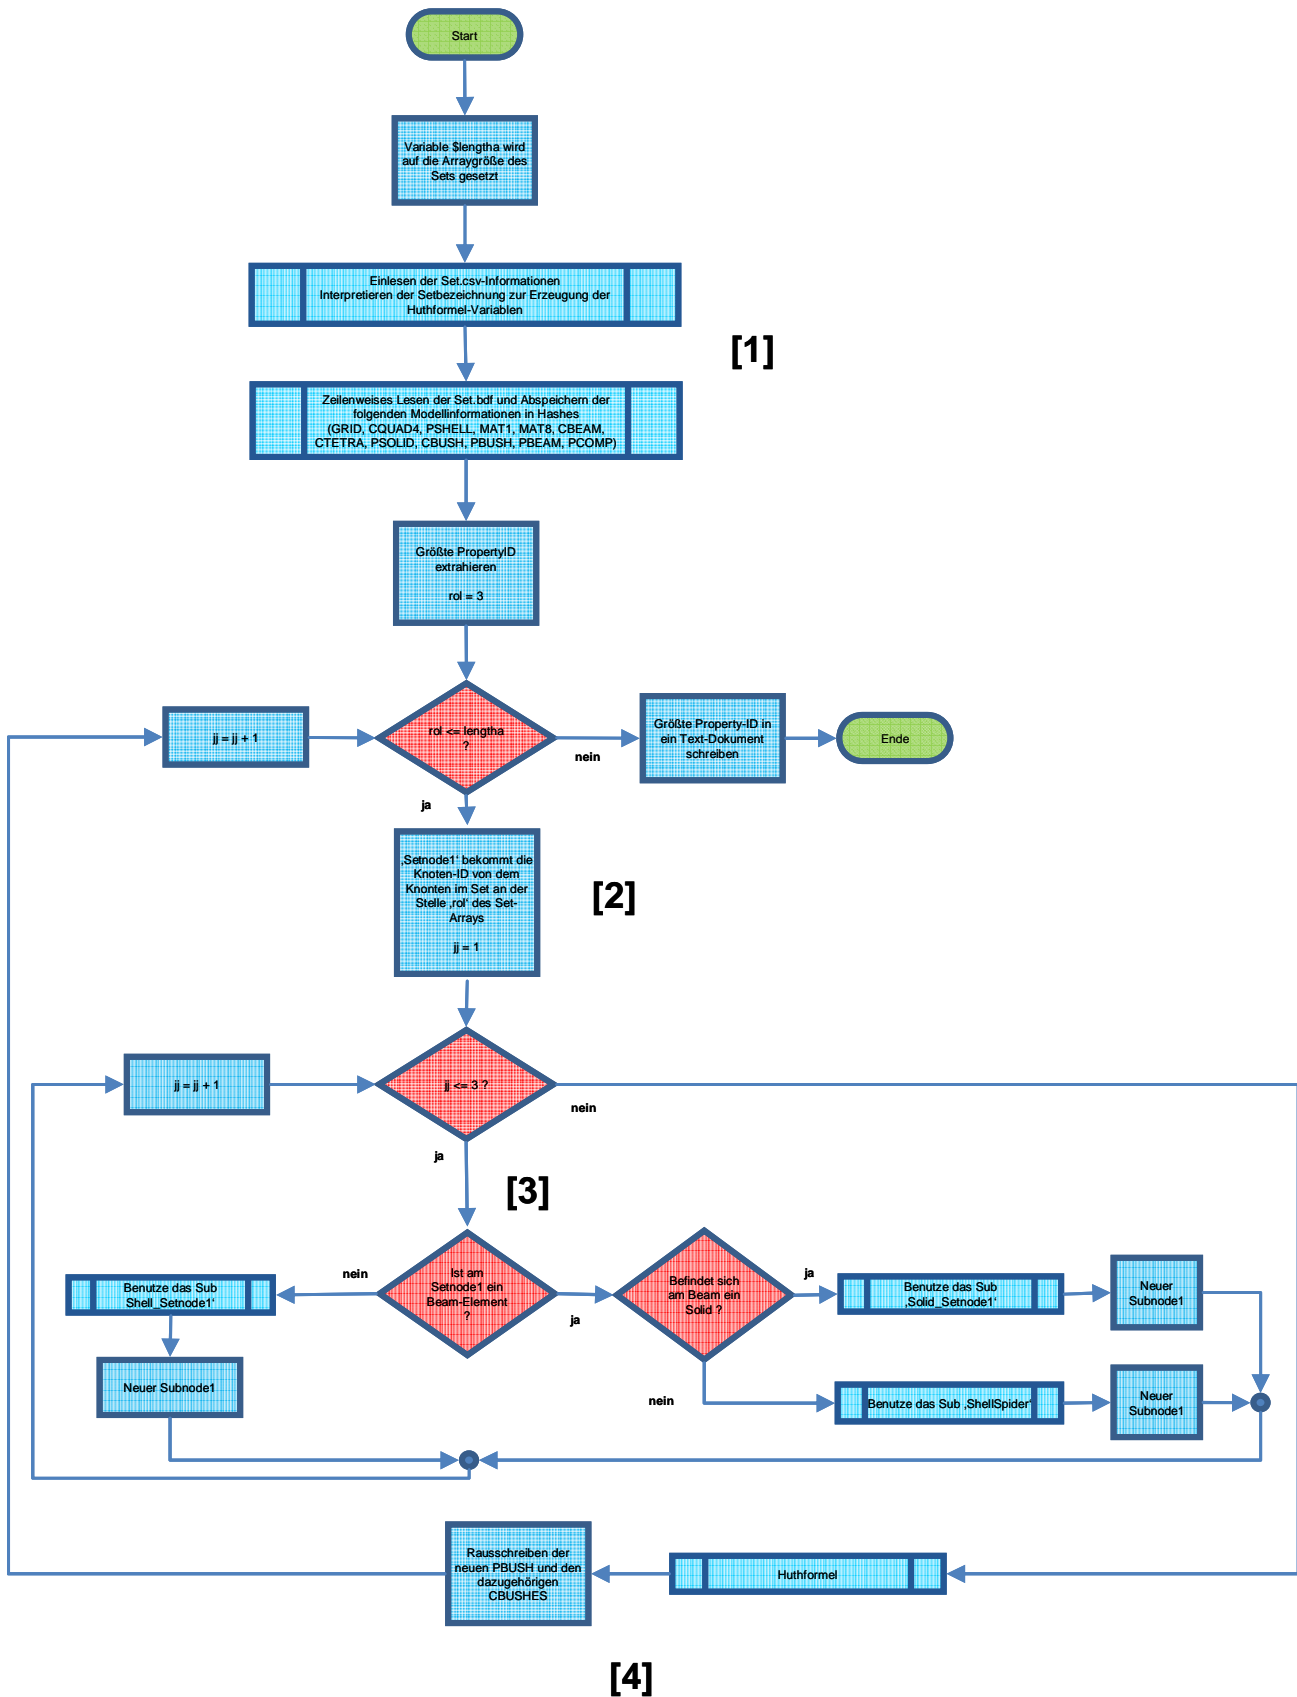 Start
Variable $lengtha wird
auf die Arraygröße des
Sets gesetzt
Einlesen der Set.csv-Informationen
Interpretieren der Setbezeichnung zur Erzeugung der
Huthformel-Variablen
[1]
Zeilenweises Lesen der Set.bdf und Abspeichern der
folgenden Modellinformationen in Hashes
(GRID, CQUAD4, PSHELL, MAT1, MAT8, CBEAM,
CTETRA, PSOLID, CBUSH, PBUSH, PBEAM, PCOMP)
Größte PropertyID
extrahieren
rol = 3
jj = jj + 1
rol <= lengtha
?
nein
Größte Property-ID in
ein Text-Dokument
schreiben
Ende
ja
‚Setnode1‘ bekommt die
Knoten-ID von dem
Knonten im Set an der
Stelle ‚rol‘ des Set-
Arrays
jj = 1
[2]
jj = jj + 1
jj <= 3 ?
nein
ja
[3]
Ist am
Setnode1 ein
Beam-Element
?
nein
ja
Benutze das Sub
Shell_Setnode1‘
Neuer Subnode1
Befindet sich
am Beam ein
Solid ?
ja
Benutze das Sub
‚Solid_Setnode1‘
Neuer
Subnode1
nein
Benutze das Sub ‚ShellSpider‘
Neuer
Subnode1
Rausschreiben der
neuen PBUSH und den
dazugehörigen
CBUSHES
Huthformel
[4]